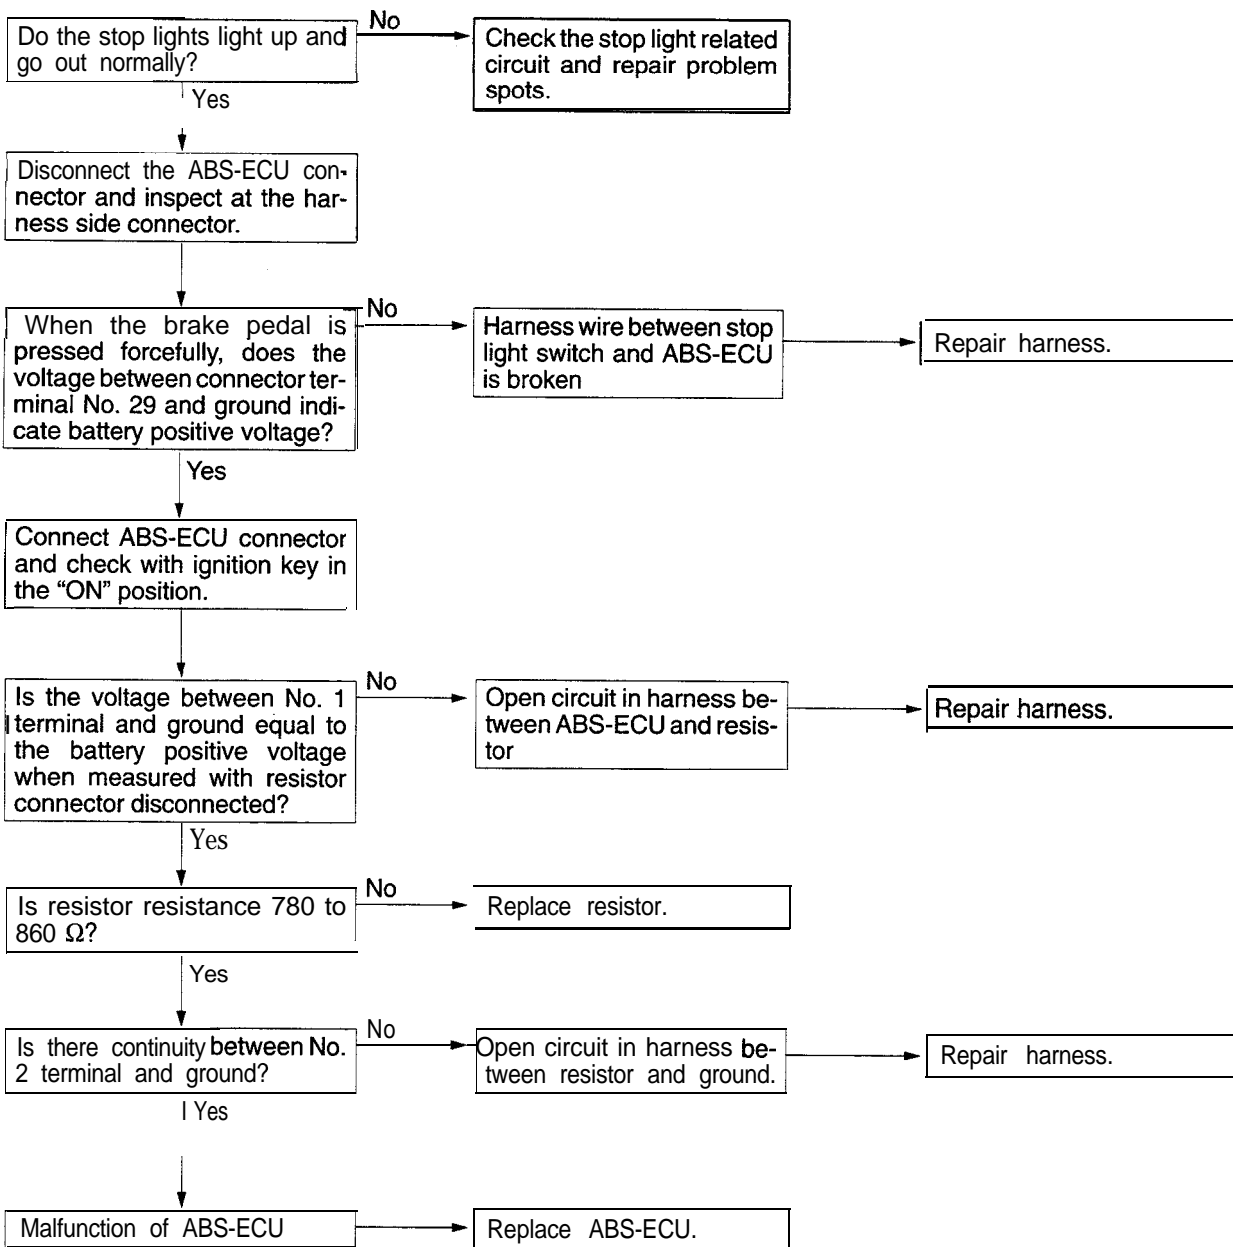 Do the stop lights light up and
go out normally?
No
Check the stop light related
circuit and repair problem
spots.
Yes
Disconnect the ABS-ECU con-
nector and inspect at the har-
ness side connector.
When the brake pedal is
pressed forcefully, does the
voltage between connector ter-
minal No. 29 and ground indi-
cate battery positive voltage?
No
Harness wire between stop
light switch and ABS-ECU
is broken
Repair harness.
Yes
Connect ABS-ECU connector
and check with ignition key in
the “ON” position.
Is the voltage between No. 1
terminal and ground equal to
the battery positive voltage
when measured with resistor
connector disconnected?
No
Open circuit in harness be-
tween ABS-ECU and resis-
tor
Repair harness.
Yes
Is resistor resistance 780 to
860 Ω?
No
Replace resistor.
Yes
Is there continuity between No.
2 terminal and ground?
No
Open circuit in harness be-
tween resistor and ground.
Repair harness.
Yes
Malfunction of ABS-ECU
Replace ABS-ECU.